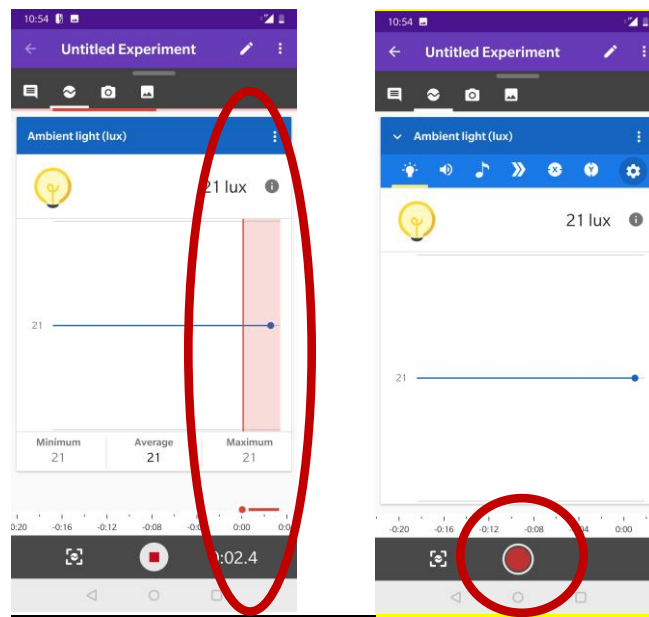 10:54
Untitled Experiment
Ambient light (lux)
21 lux
21
Minimum Average Maximum
21 21 21
-0:16 -0:12 -0:08 0:00
0:02.4
10:54
Untitled Experiment
Ambient light (lux)
21 lux
21
-0:20 -0:16 -0:12 -0:08 0:00